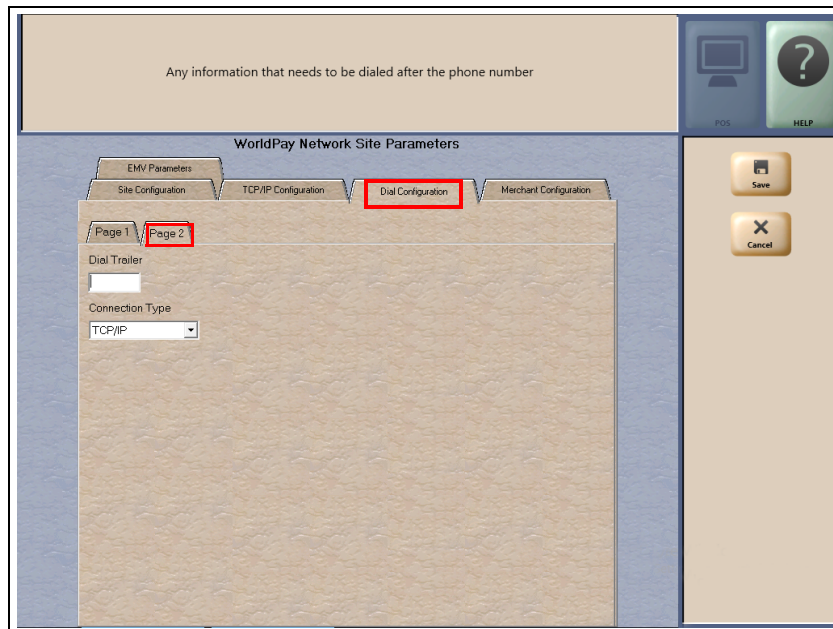 Any information that needs to be dialed after the phone number
POS
HELP
WorldPay Network Site Parameters
EMV Parameters
Site Configuration
TCP/IP Configuration
Dial Configuration
Merchant Configuration
Page 1
Page 2
Dial Trailer
Connection Type
TCP/IP
Save
Cancel